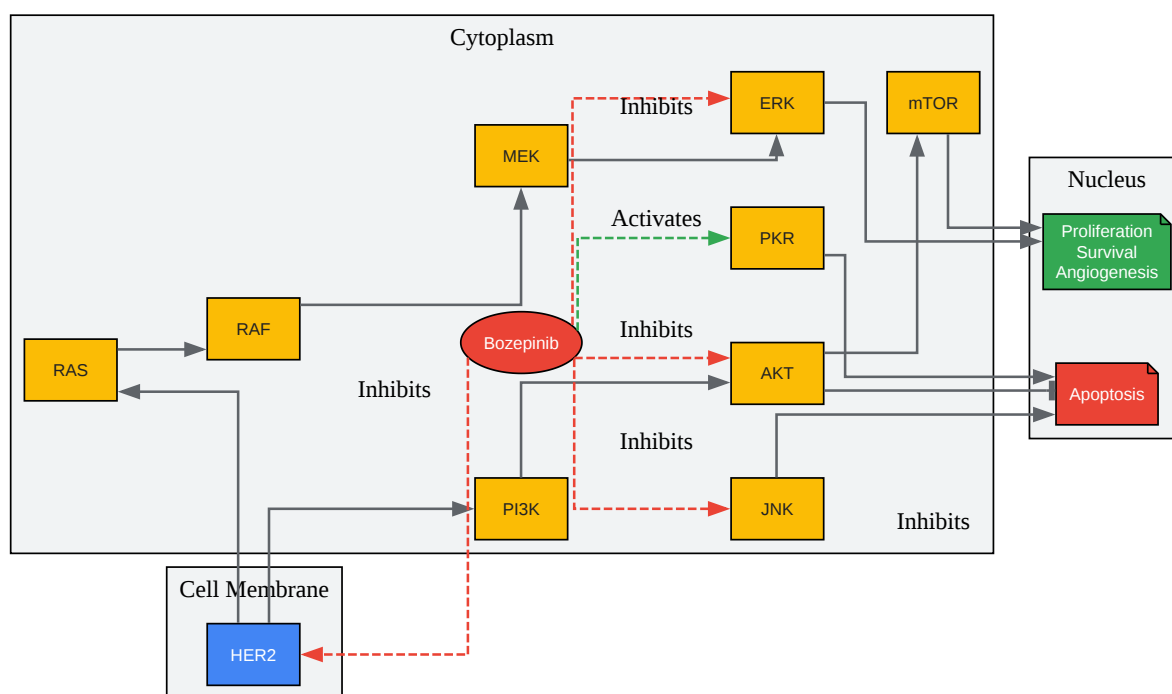 Cytoplasm
Inhibits
ERK
mTOR
MEK
Nucleus
Activates
PKR
Proliferation
Survival
Angiogenesis
RAF
Inhibits
Bozepinib
RAS
Inhibits
AKT
Apoptosis
Inhibits
PI3K
JNK
Inhibits
Cell Membrane
HER2